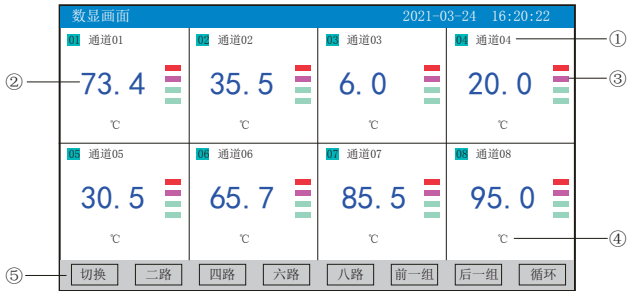 数显画面 2021-03-24 16:20:22
01 通道01 02 通道02 03 通道03 04 通道04 ①
② 73.4 35.5 6.0 20.0 ③
℃ ℃ ℃ ℃
05 通道05 06 通道06 07 通道07 08 通道08
30.5 65.7 85.5 95.0
℃ ℃ ℃ ℃ ④
⑤ 切换 二路 四路 六路 八路 前一组 后一组 循环